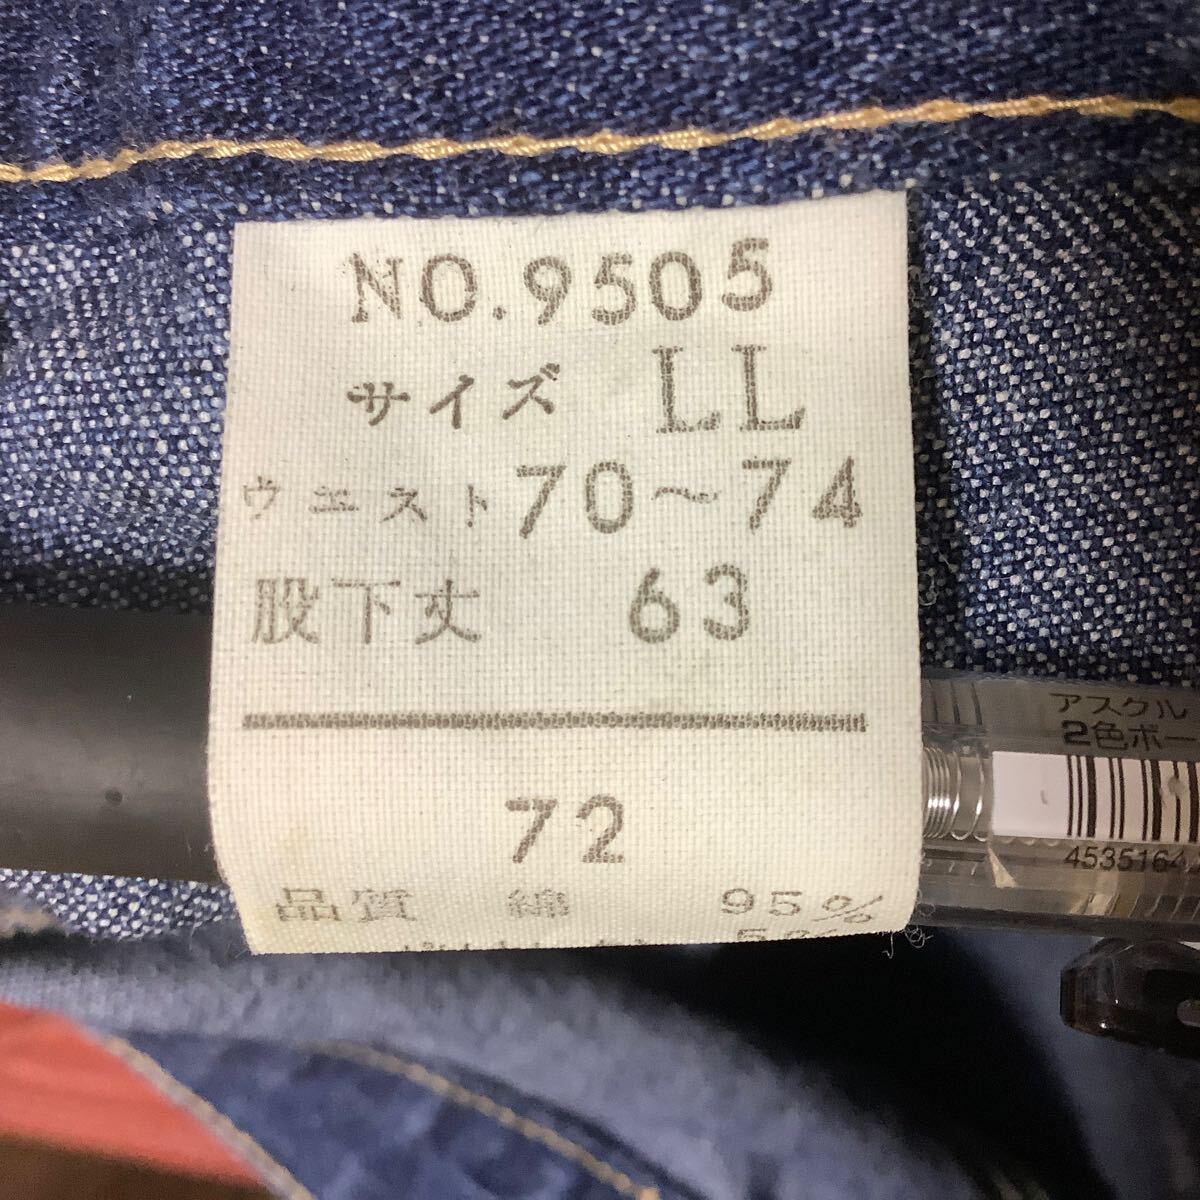 NO.9505
サイズ LL
ウエスト 70～74
股下丈 63
72
品質 綿 95%
アスクル
2色ボー
4535164